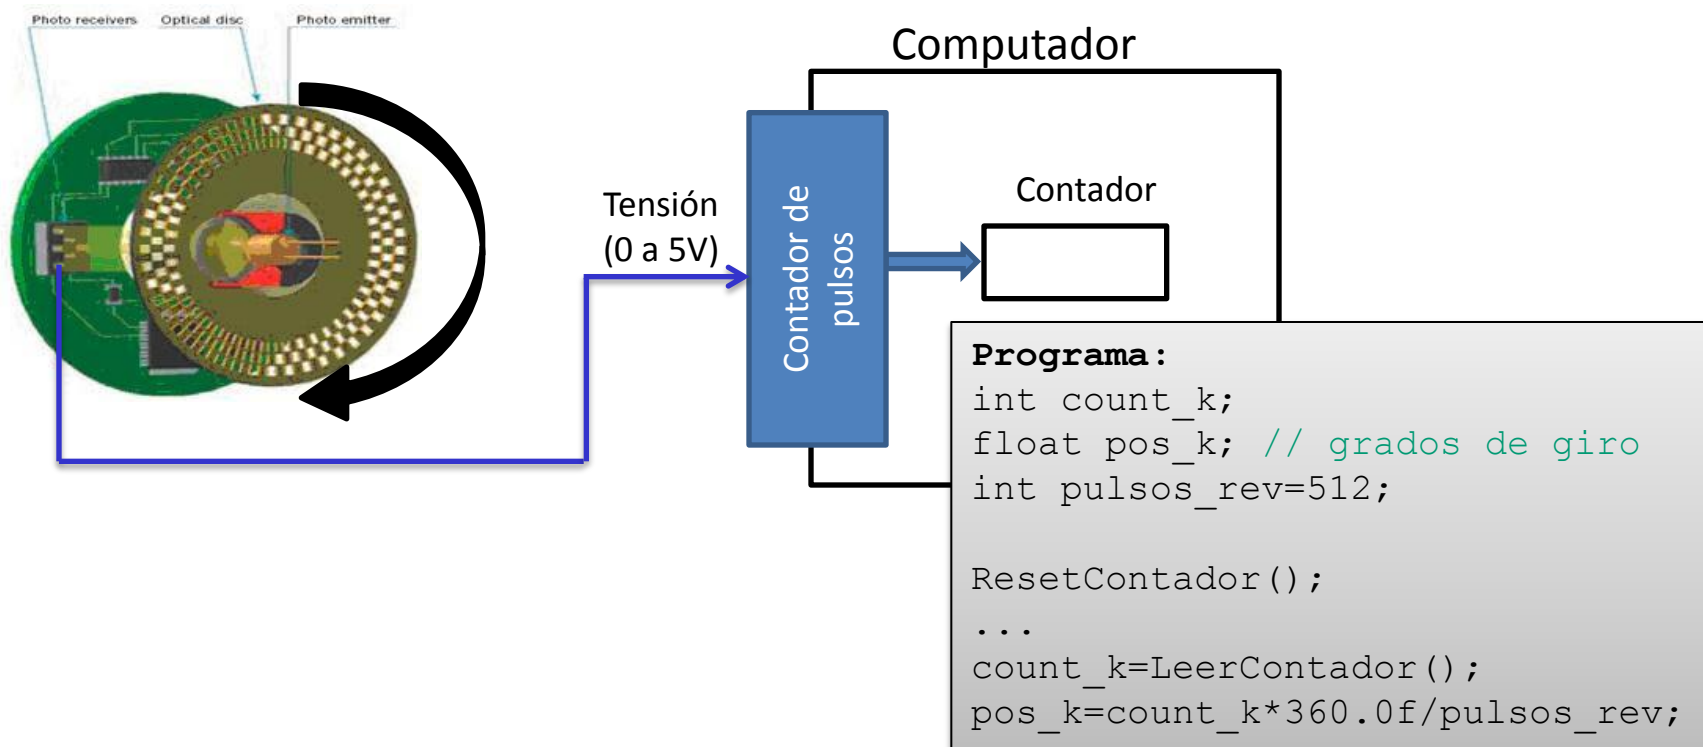 Photo receivers
Optical disc
Photo emitter
Computador
Tensión
(0 a 5V)
Contador de
pulsos
Contador
Programa:
int count_k;
float pos_k; // grados de giro
int pulsos_rev=512;
ResetContador();
...
count_k=LeerContador();
pos_k=count_k*360.0f/pulsos_rev;